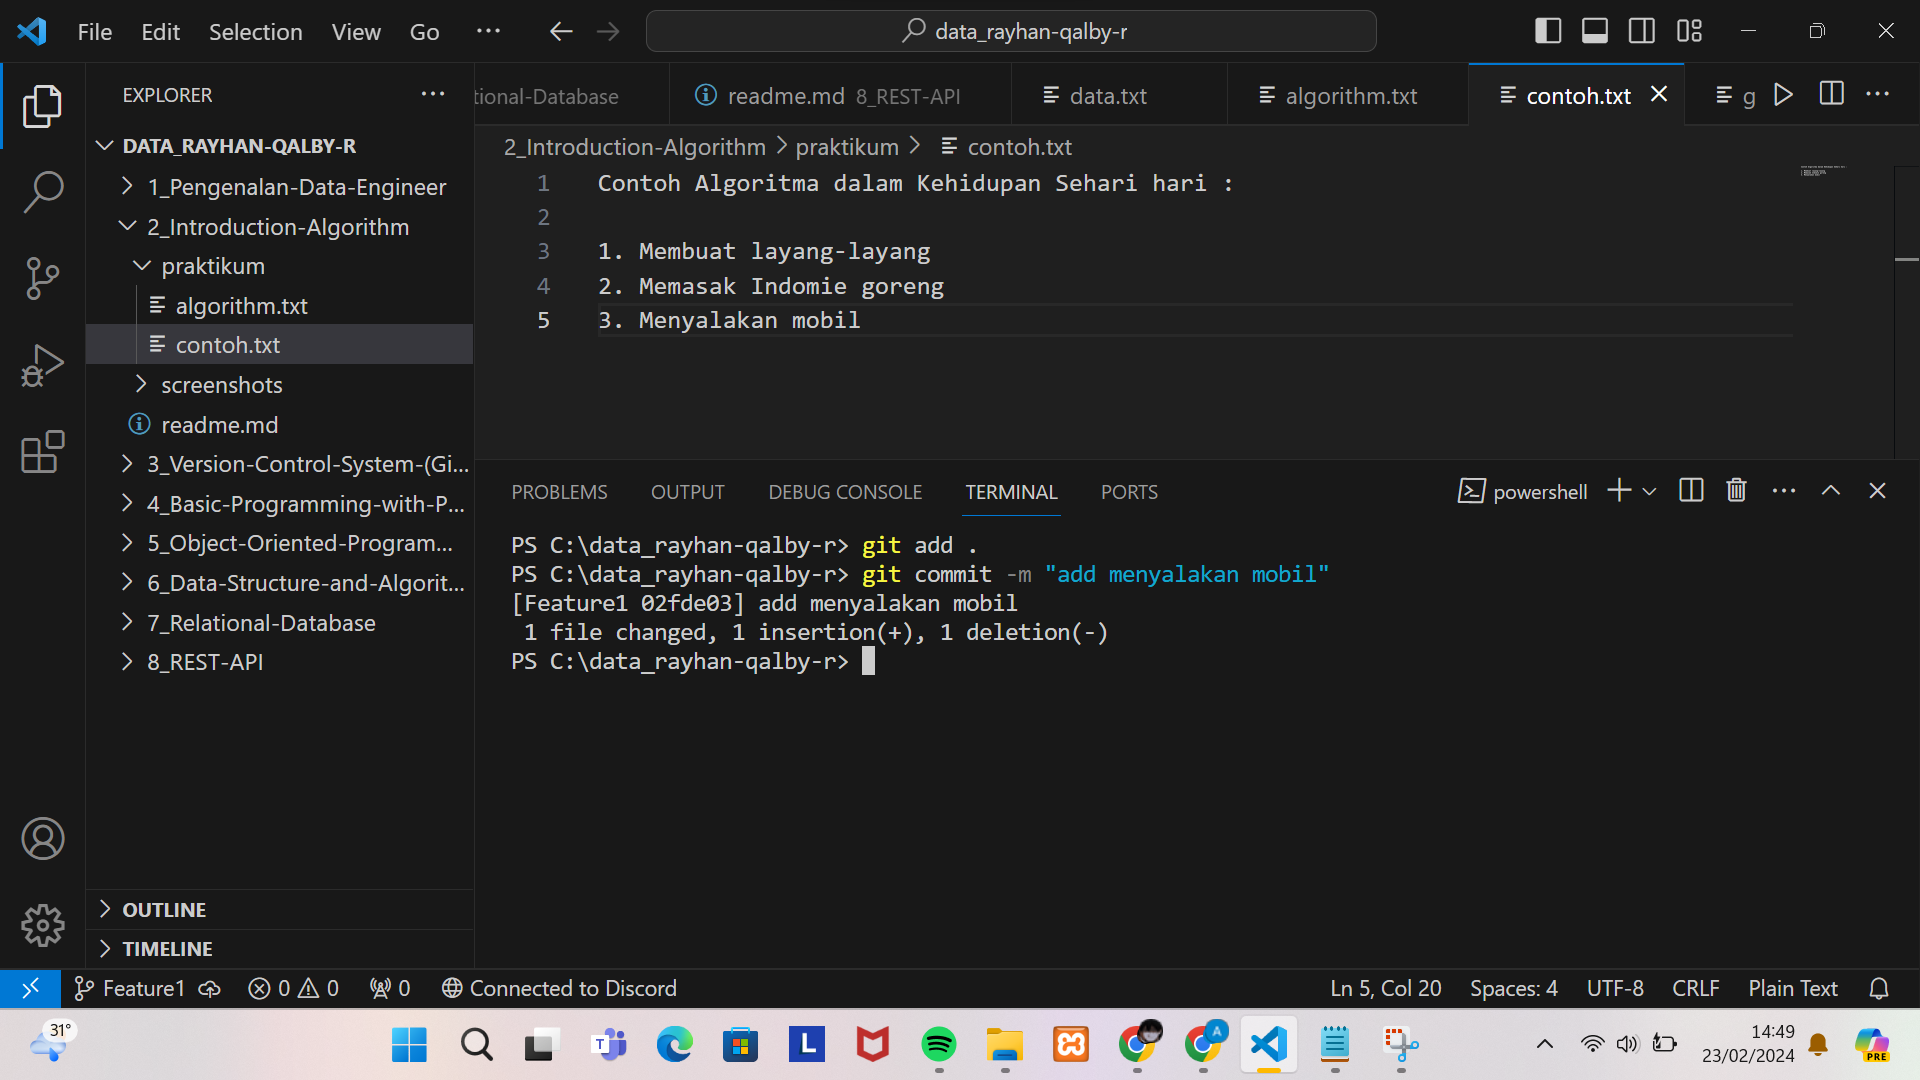 File Edit Selection View Go ...
data_rayhan-qalby-r
EXPLORER
DATA_RAYHAN-QALBY-R
1_Pengenalan-Data-Engineer
2_Introduction-Algorithm
praktikum
algorithm.txt
contoh.txt
screenshots
readme.md
3_Version-Control-System-(Gi...
4_Basic-Programming-with-P...
5_Object-Oriented-Program...
6_Data-Structure-and-Algorit...
7_Relational-Database
8_REST-API
OUTLINE
TIMELINE
tional-Database readme.md 8_REST-API data.txt algorithm.txt contoh.txt g
2_Introduction-Algorithm > praktikum > contoh.txt
1 Contoh Algoritma dalam Kehidupan Sehari hari :
2
3 1. Membuat layang-layang
4 2. Memasak Indomie goreng
5 3. Menyalakan mobil
PROBLEMS OUTPUT DEBUG CONSOLE TERMINAL PORTS powershell
PS C:\data_rayhan-qalby-r> git add .
PS C:\data_rayhan-qalby-r> git commit -m "add menyalakan mobil"
[Feature1 02fde03] add menyalakan mobil
1 file changed, 1 insertion(+), 1 deletion(-)
PS C:\data_rayhan-qalby-r>
Feature1 0 0 0 Connected to Discord Ln 5, Col 20 Spaces: 4 UTF-8 CRLF Plain Text
31° T L A 14:49
23/02/2024
PRE